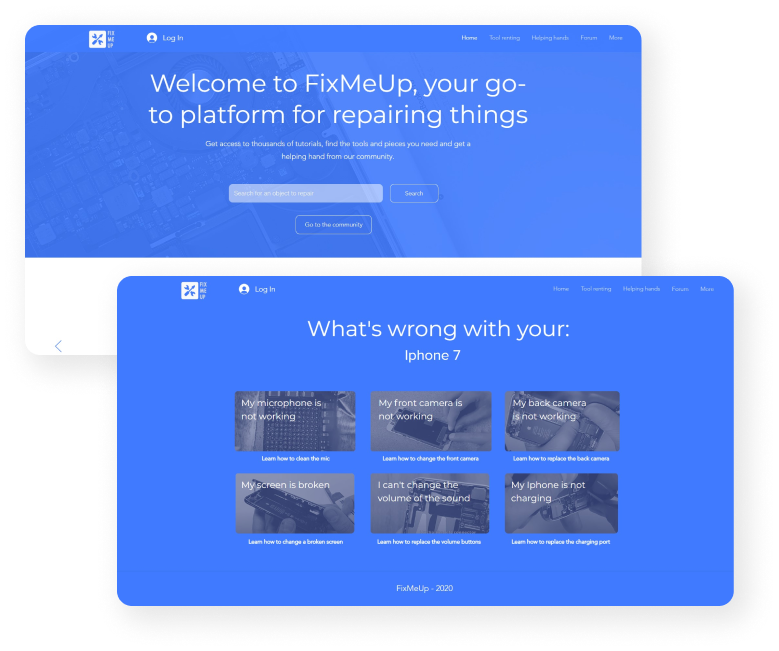 FIX
ME
UP
Log In
Home Tool renting Helping hands Forum More
Welcome to FixMeUp, your go-
to platform for repairing things
Get access to thousands of tutorials, find the tools and pieces you need and get a
helping hand from our community.
Search for an object to repair
Search
Go to the community
FIX
ME
UP
Log In
Home Tool renting Helping hands Forum More
What's wrong with your:
Iphone 7
My microphone is
not working
Learn how to clean the mic
My front camera is
not working
Learn how to change the front camera
My back camera
is not working
Learn how to replace the back camera
My screen is broken
Learn how to change a broken screen
I can't change the
volume of the sound
Learn how to replace the volume buttons
My Iphone is not
charging
Learn how to replace the charging port
FixMeUp - 2020